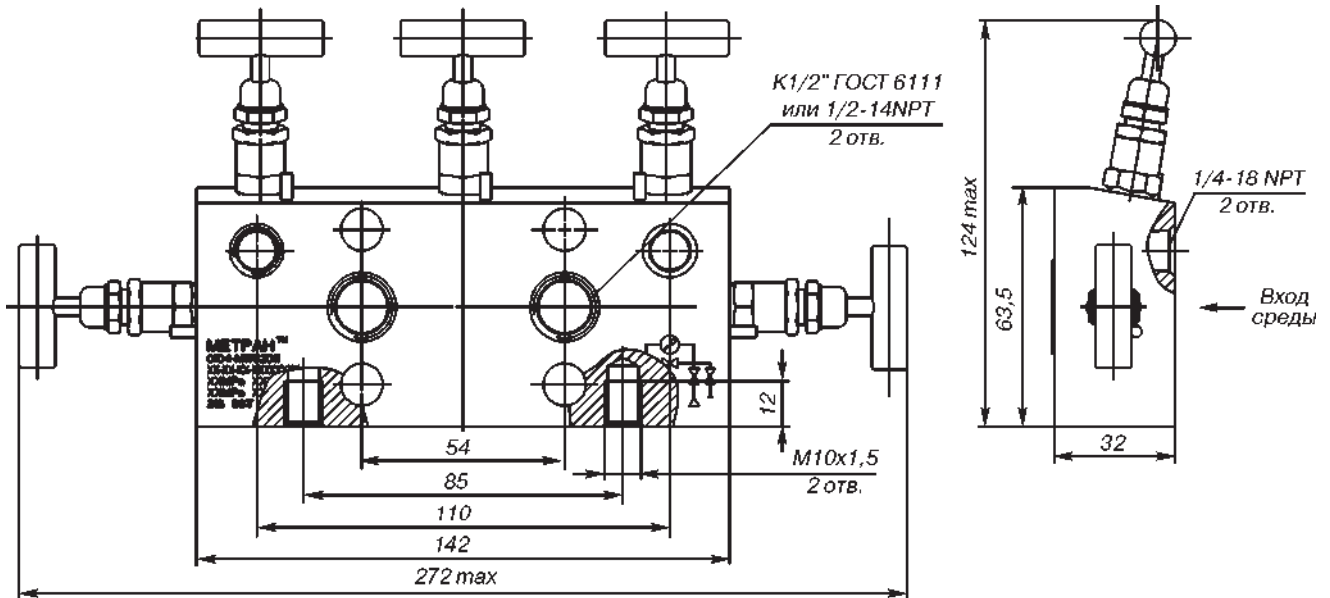 К1/2" ГОСТ 6111
или 1/2-14NPT
2 отв.
1/4-18 NPT
2 отв.
124 max
63,5
Вход
среды
МЕТРАН™
12
54
M10x1,5
2 отв.
32
85
110
142
272 max